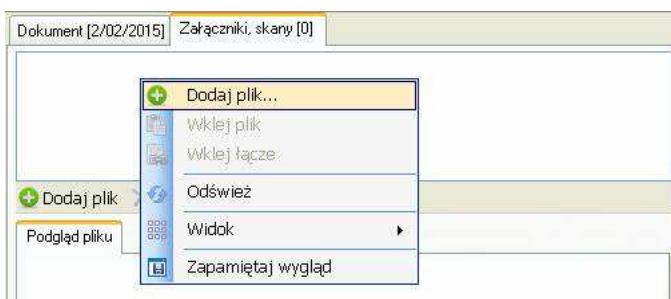 Dokument [2/02/2015] Załączniki, skany [0]
Dodaj plik...
Wklej plik
Wklej łącze
Dodaj plik
Odśwież
Podgląd pliku
Widok
Zapamiętaj wygląd